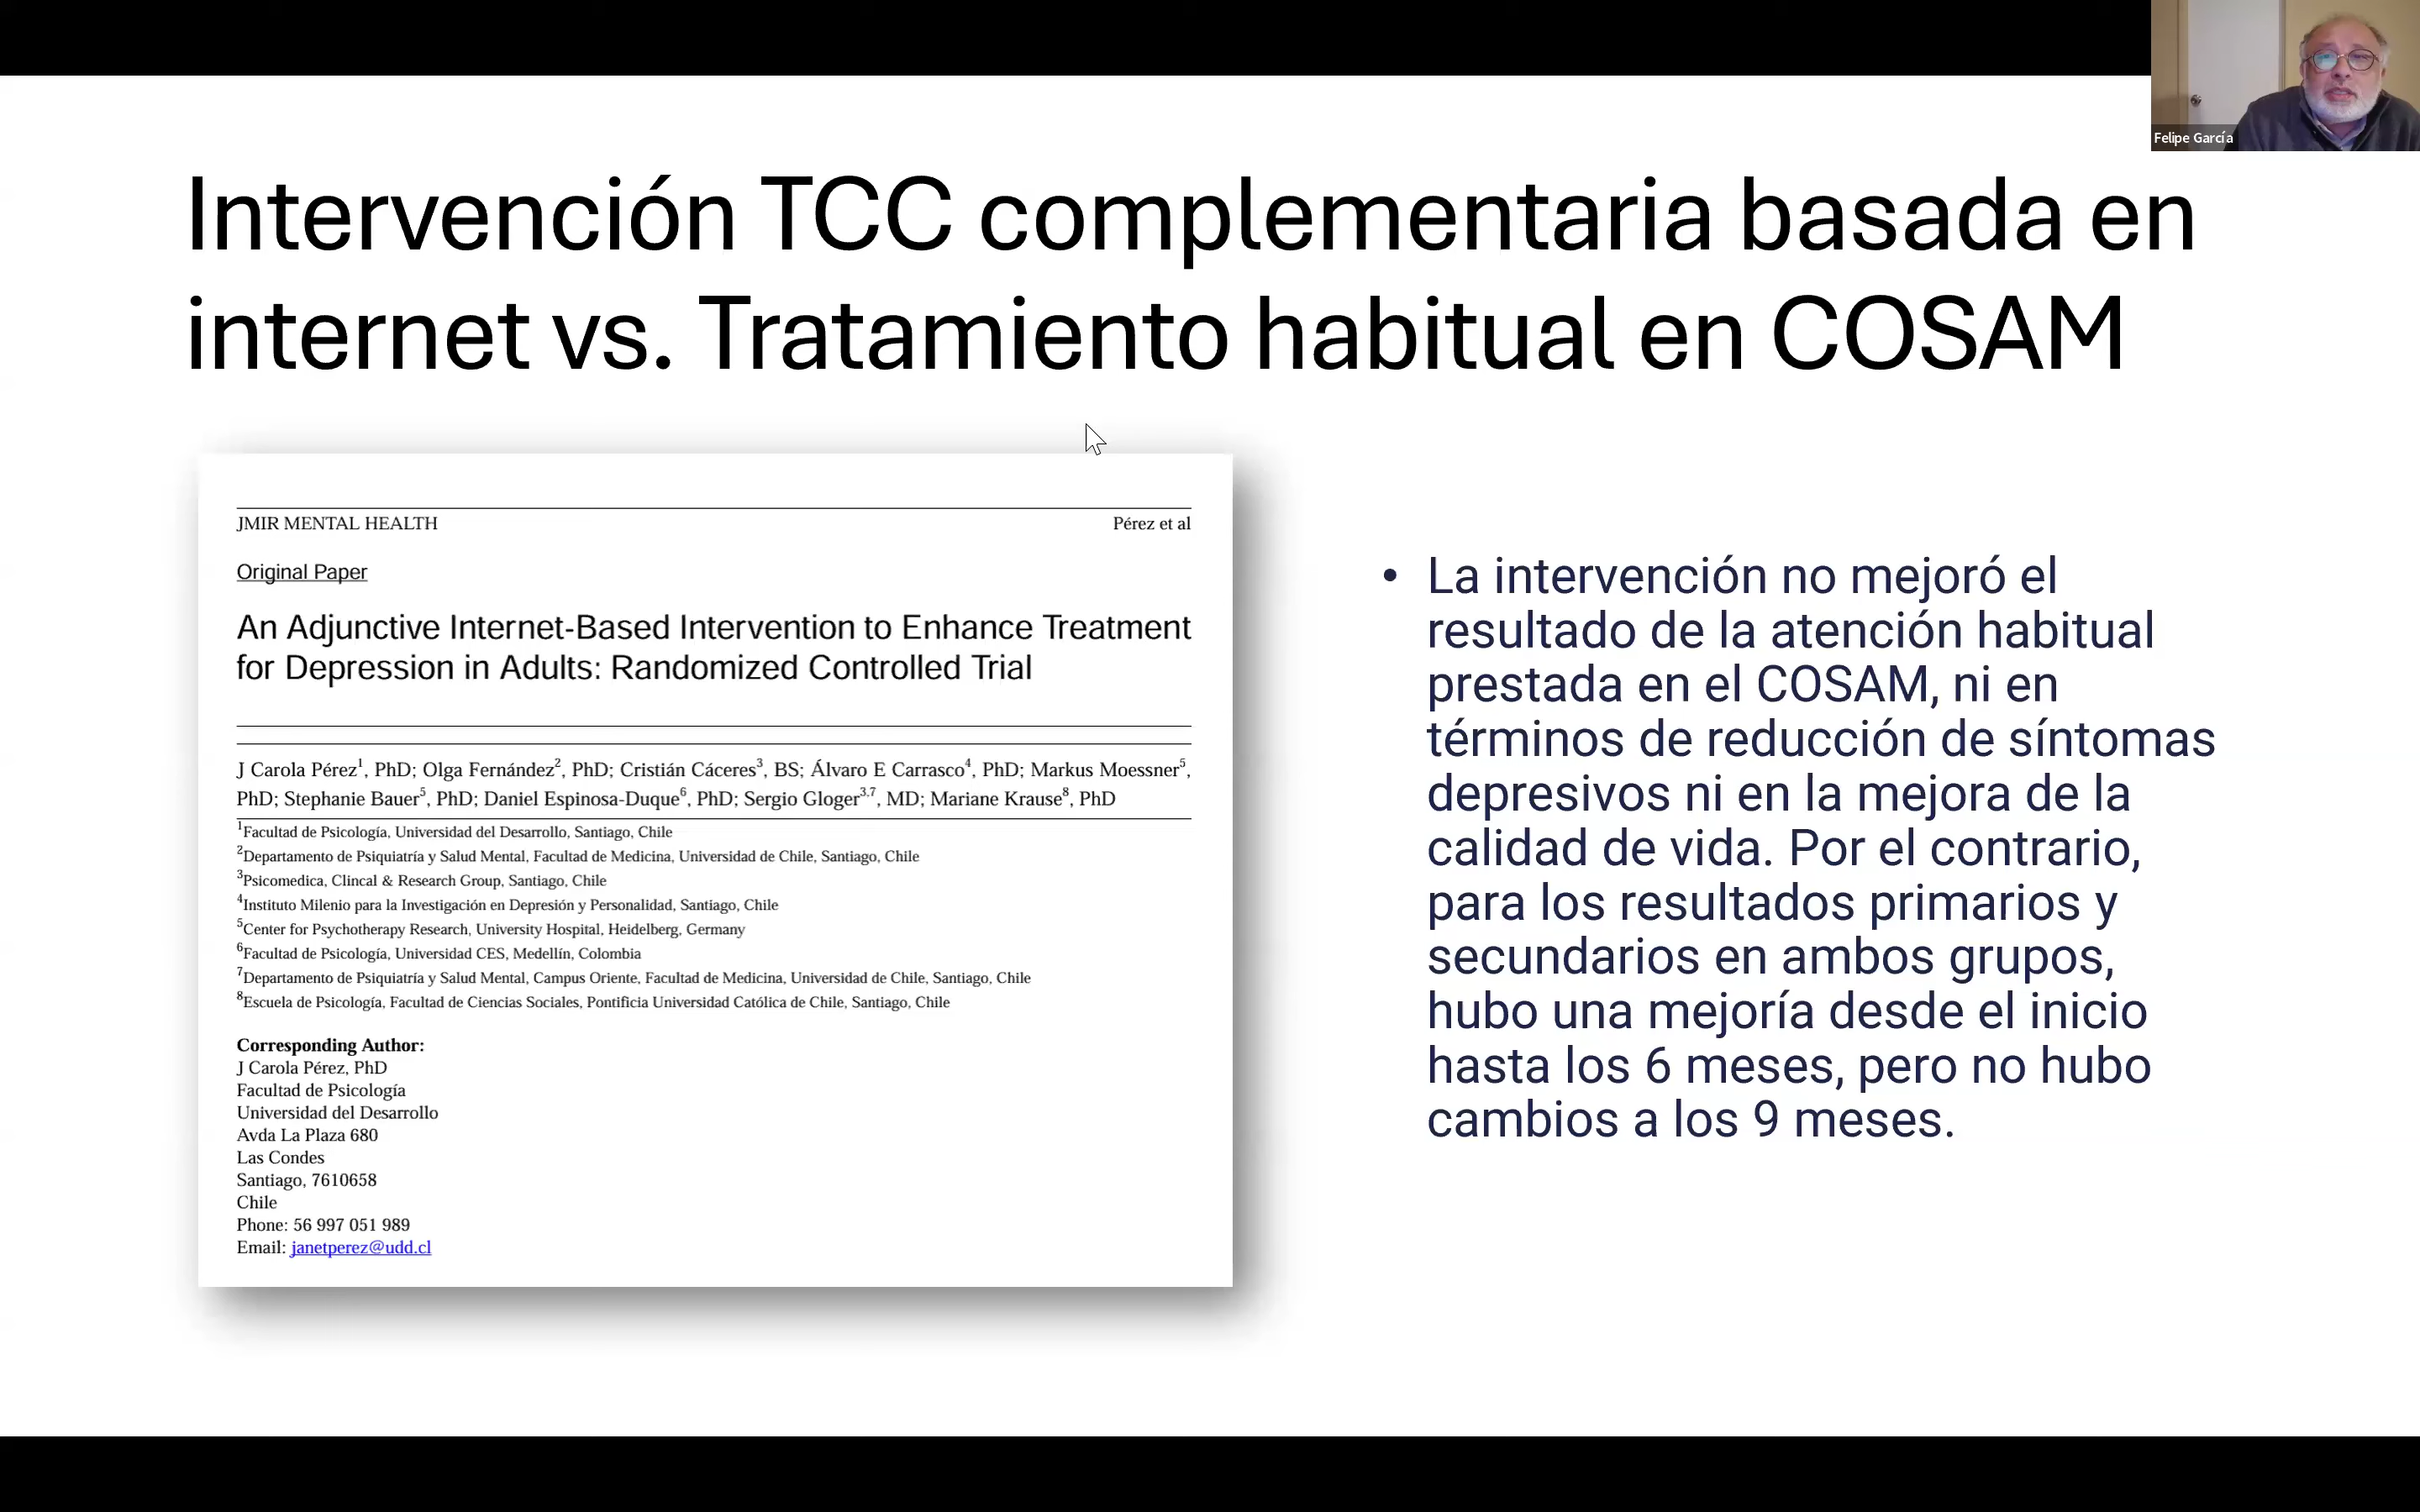 Felipe García
Intervención TCC complementaria basada en
internet vs. Tratamiento habitual en COSAM
JMIR MENTAL HEALTH
Pérez et al
Original Paper
An Adjunctive Internet-Based Intervention to Enhance Treatment
for Depression in Adults: Randomized Controlled Trial
J Carola Pérez1, PhD; Olga Fernández2, PhD; Cristián Cáceres3, BS; Álvaro E Carrasco4, PhD; Markus Moessner5,
PhD; Stephanie Bauer5, PhD; Daniel Espinosa-Duque6, PhD; Sergio Gloger3,7, MD; Mariane Krause8, PhD
1Facultad de Psicología, Universidad del Desarrollo, Santiago, Chile
2Departamento de Psiquiatría y Salud Mental, Facultad de Medicina, Universidad de Chile, Santiago, Chile
3Psicomedica, Clincal & Research Group, Santiago, Chile
4Instituto Milenio para la Investigación en Depresión y Personalidad, Santiago, Chile
5Center for Psychotherapy Research, University Hospital, Heidelberg, Germany
6Facultad de Psicología, Universidad CES, Medellín, Colombia
7Departamento de Psiquiatría y Salud Mental, Campus Oriente, Facultad de Medicina, Universidad de Chile, Santiago, Chile
8Escuela de Psicología, Facultad de Ciencias Sociales, Pontificia Universidad Católica de Chile, Santiago, Chile
Corresponding Author:
J Carola Pérez, PhD
Facultad de Psicología
Universidad del Desarrollo
Avda La Plaza 680
Las Condes
Santiago, 7610658
Chile
Phone: 56 997 051 989
Email: janetperez@udd.cl
• La intervención no mejoró el
resultado de la atención habitual
prestada en el COSAM, ni en
términos de reducción de síntomas
depresivos ni en la mejora de la
calidad de vida. Por el contrario,
para los resultados primarios y
secundarios en ambos grupos,
hubo una mejoría desde el inicio
hasta los 6 meses, pero no hubo
cambios a los 9 meses.